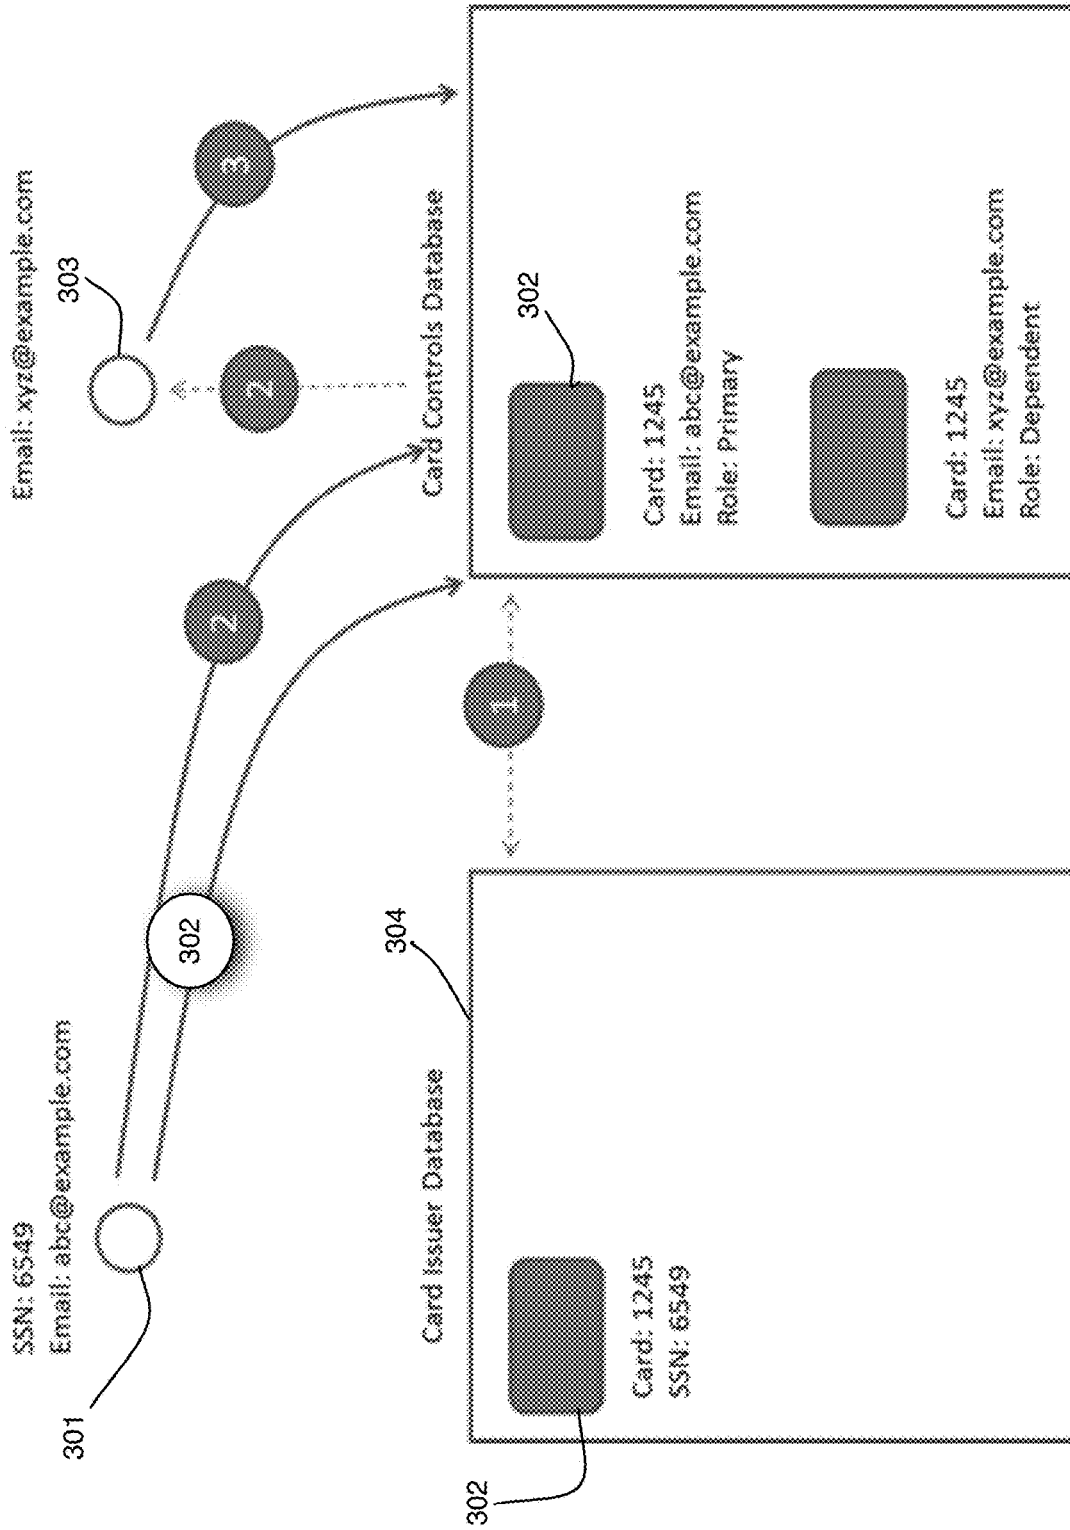 SSN: 6549
Email: abc@example.com
301
Email: xyz@example.com
303
302
2
2
3
Card Issuer Database
304
1
Card Controls Database
302
Card: 1245
SSN: 6549
302
Card: 1245
Email: abc@example.com
Role: Primary
Card: 1245
Email: xyz@example.com
Role: Dependent